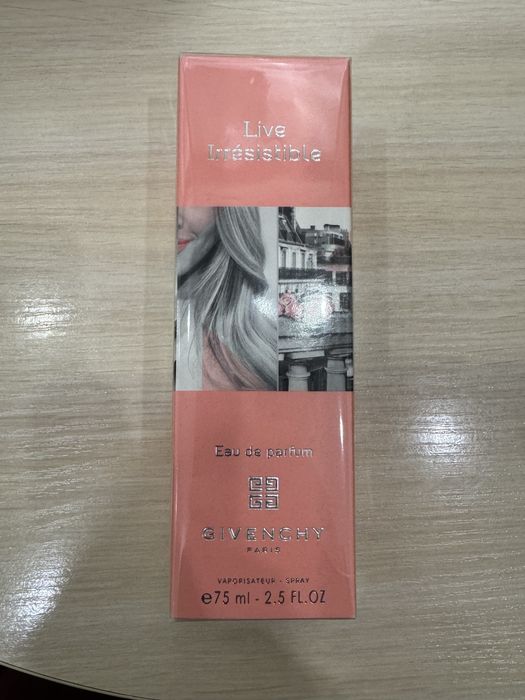 Live
Irrésistible
Eau de parfum
GIVENCHY
PARIS
VAPORISATEUR - SPRAY
℮75 ml - 2.5 FL.OZ